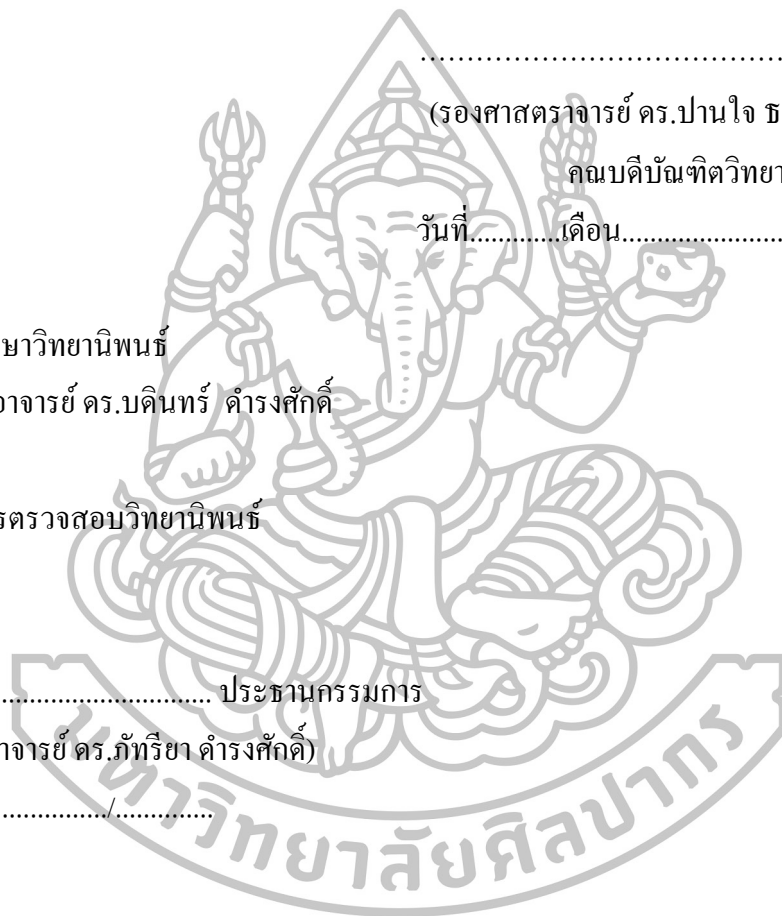 ......................................
(รองศาสตราจารย์ ดร.ปานใจ
คณบดีบัณฑิตวิทยา
วันที่.............เดือน........................
ษาวิทยานิพนธ์
อาจารย์ ดร.บดินทร์ ดำรงศักดิ์
รตรวจสอบวิทยานิพนธ์
.............................. ประธานกรรมการ
าจารย์ ดร.ภัทรียา ดำรงศักดิ์)
.............../..............
มหาวิทยาลัยศิลปากร